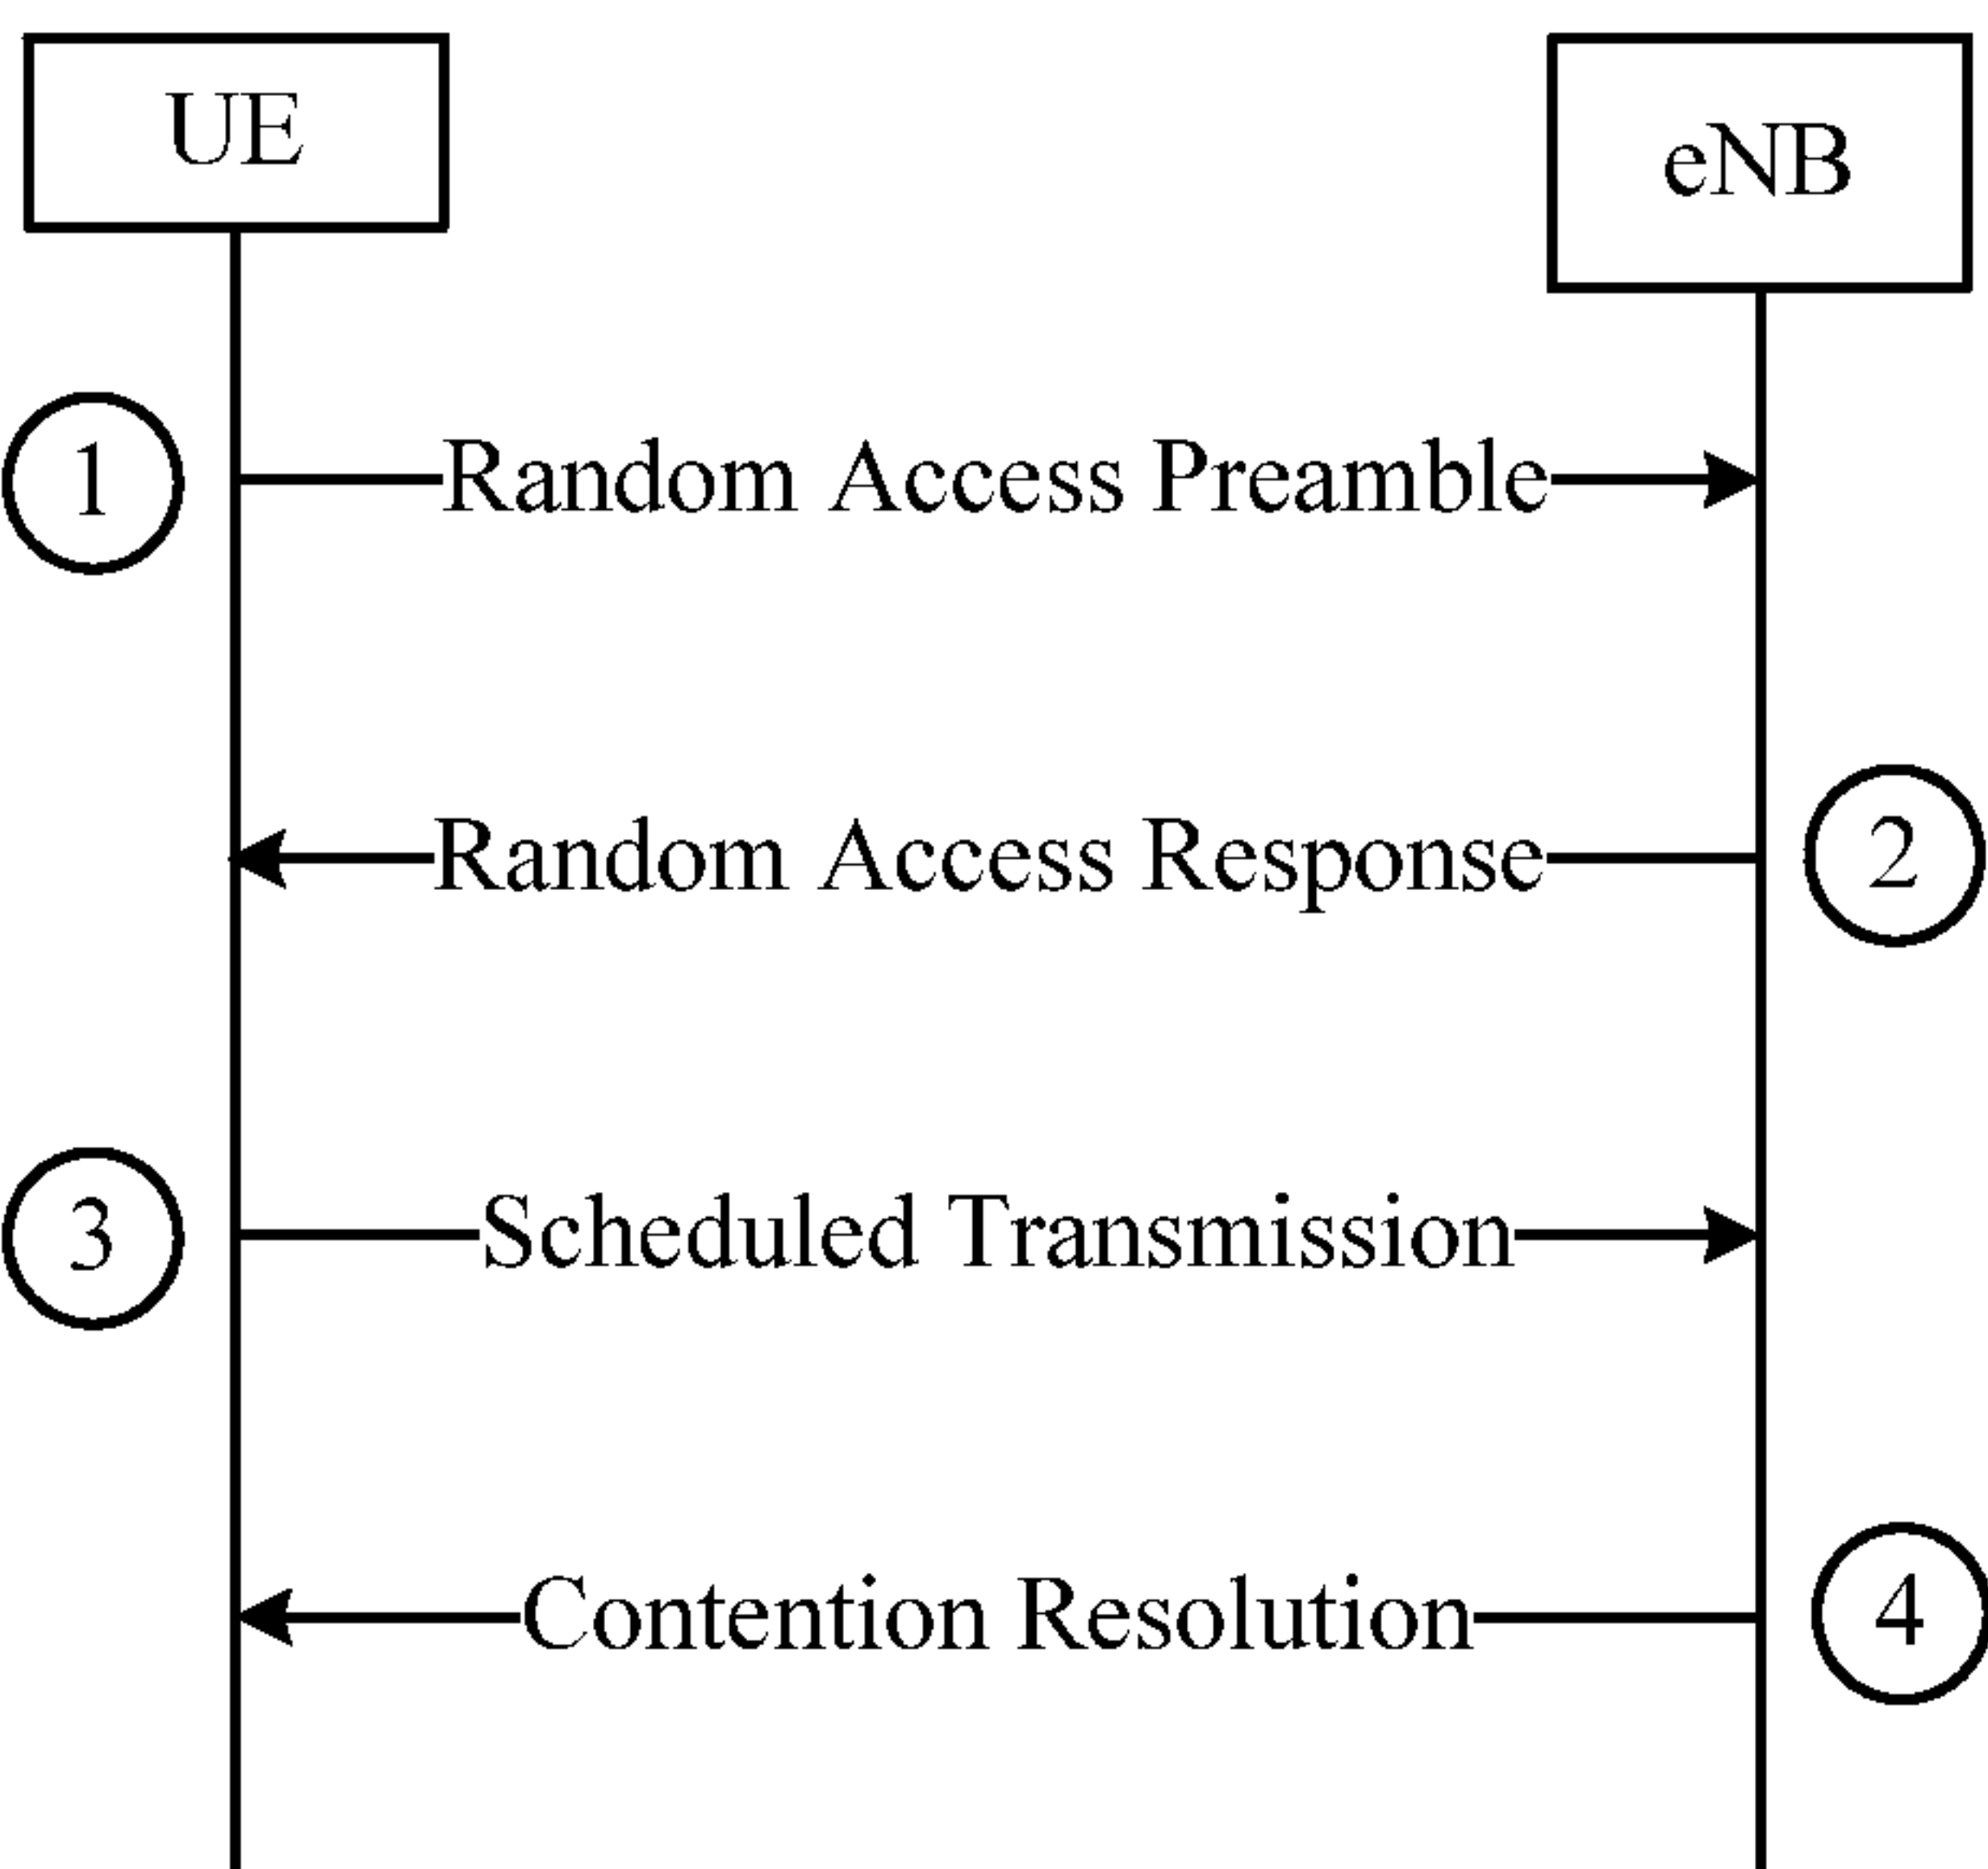 UE
eNB
1
Random Access Preamble
Random Access Response
2
3
Scheduled Transmission
Contention Resolution
4